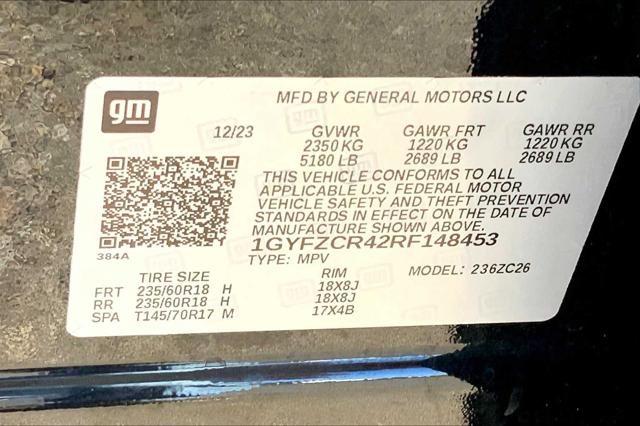 gm
MFD BY GENERAL MOTORS LLC
12/23 GVWR GAWR FRT GAWR RR
2350 KG 1220 KG 1220 KG
5180 LB 2689 LB 2689 LB
THIS VEHICLE CONFORMS TO ALL
APPLICABLE U.S. FEDERAL MOTOR
VEHICLE SAFETY AND THEFT PREVENTION
STANDARDS IN EFFECT ON THE DATE OF
MANUFACTURE SHOWN ABOVE.
384A
1GYFZCR42RF148453
TYPE: MPV MODEL: 236ZC26
TIRE SIZE RIM
FRT 235/60R18 H 18X8J
RR 235/60R18 H 18X8J
SPA T145/70R17 M 17X4B